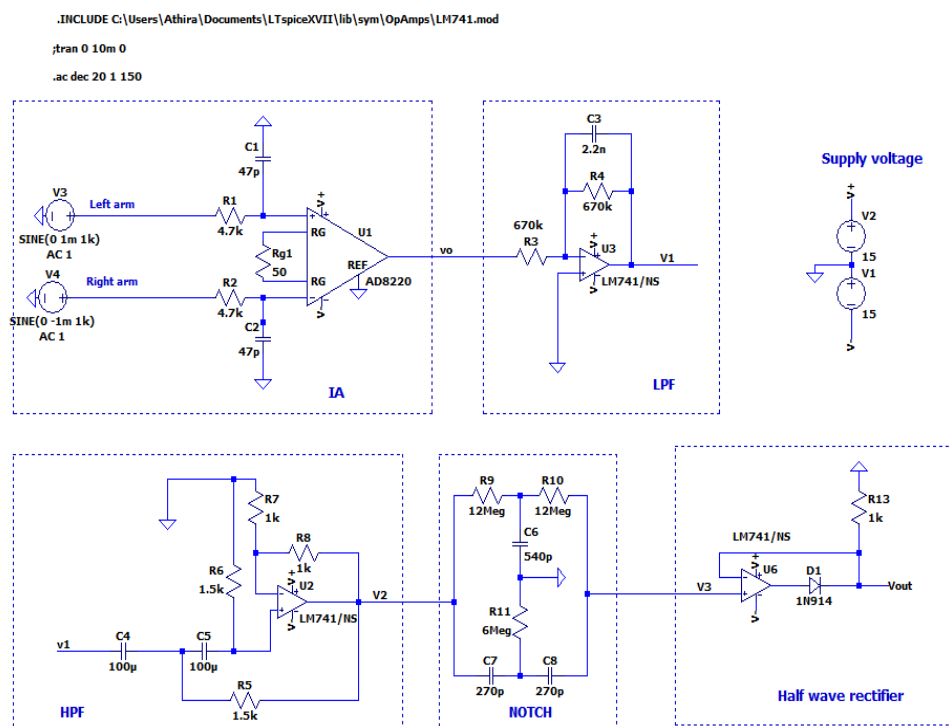 .INCLUDE C:\Users\Athira\Documents\LTspiceXVII\lib\sym\OpAmps\LM741.mod
;tran 0 10m 0
.ac dec 20 1 150
C1
47p
V3
Left arm
R1
4.7k
SINE(0 1m 1k)
AC 1
V4
Right arm
R2
4.7k
SINE(0 -1m 1k)
AC 1
C2
47p
RG
Rg1
50
RG
V+
U1
REF
AD8220
V-
IA
vo
C3
2.2n
R4
670k
670k
R3
V+
U3
LM741/NS
V-
V1
LPF
Supply voltage
V+
V2
15
V1
15
V-
R7
1k
R8
1k
R6
1.5k
V+
U2
LM741/NS
V-
V2
v1
C4
100µ
C5
100µ
R5
1.5k
HPF
R9
12Meg
R10
12Meg
C6
540p
R11
6Meg
C7
270p
C8
270p
NOTCH
V3
LM741/NS
V+
U6
V-
D1
1N914
R13
1k
Vout
Half wave rectifier